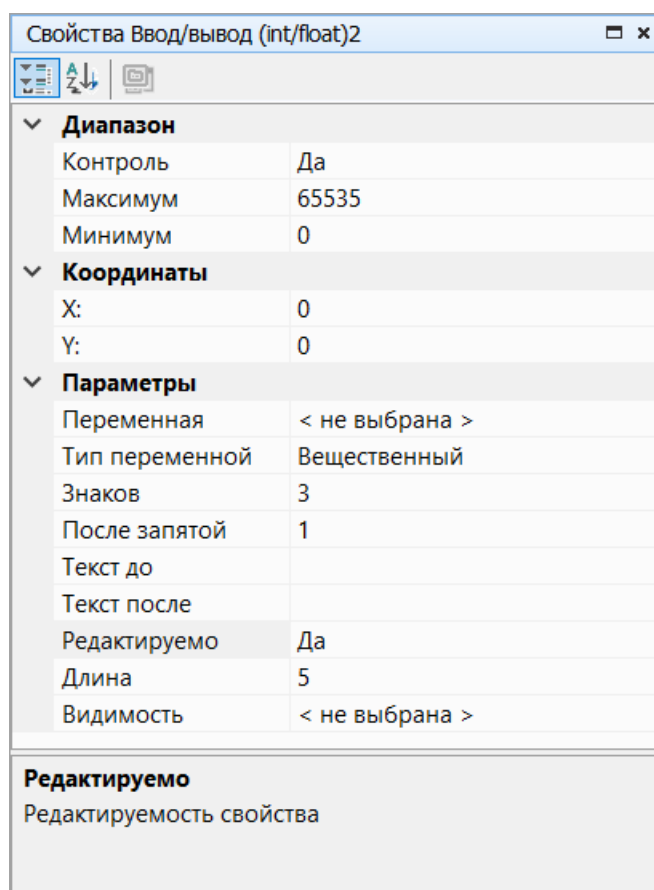 Свойства Ввод/вывод (int/float)2
Диапазон
Контроль Да
Максимум 65535
Минимум 0
Координаты
X: 0
Y: 0
Параметры
Переменная < не выбрана >
Тип переменной Вещественный
Знаков 3
После запятой 1
Текст до
Текст после
Редактируемо Да
Длина 5
Видимость < не выбрана >
Редактируемо
Редактируемость свойства